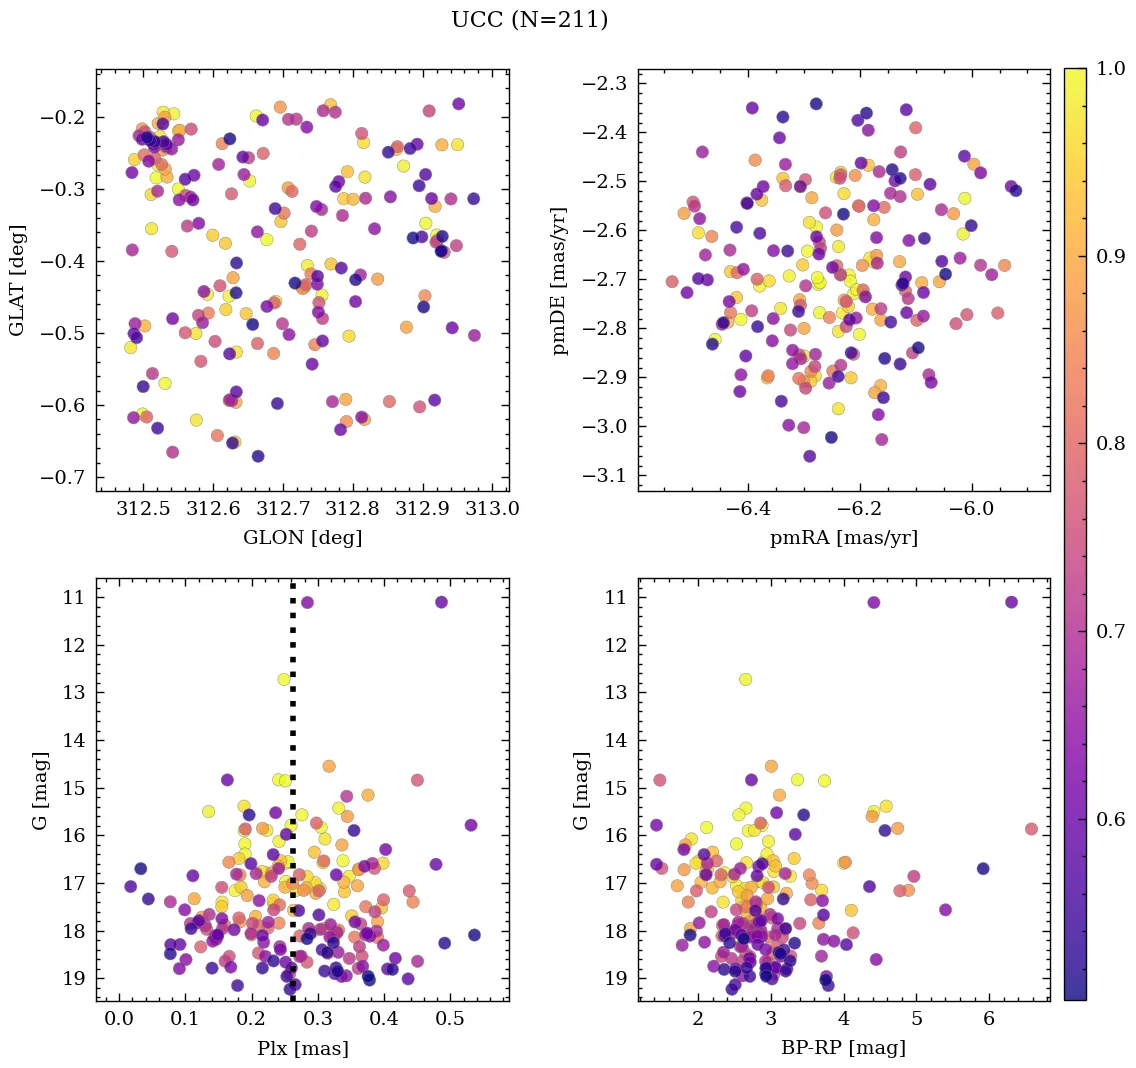 UCC (N=211)
−0.2
−0.3
−0.4
−0.5
−0.6
−0.7
GLAT [deg]
312.5 312.6 312.7 312.8 312.9 313.0
GLON [deg]
−2.3
−2.4
−2.5
−2.6
−2.7
−2.8
−2.9
−3.0
−3.1
pmDE [mas/yr]
−6.4 −6.2 −6.0
pmRA [mas/yr]
11
12
13
14
15
16
17
18
19
G [mag]
0.0 0.1 0.2 0.3 0.4 0.5
Plx [mas]
11
12
13
14
15
16
17
18
19
G [mag]
2 3 4 5 6
BP-RP [mag]
1.0
0.9
0.8
0.7
0.6